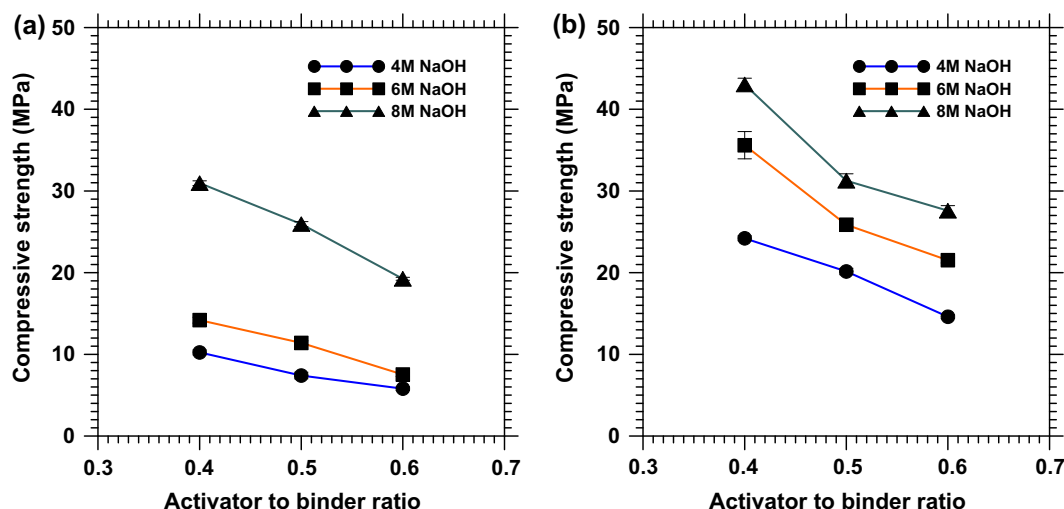 (a)
Compressive strength (MPa)
50
40
30
20
10
0
4M NaOH
6M NaOH
8M NaOH
0.3 0.4 0.5 0.6 0.7
Activator to binder ratio
(b)
Compressive strength (MPa)
50
40
30
20
10
0
4M NaOH
6M NaOH
8M NaOH
0.3 0.4 0.5 0.6 0.7
Activator to binder ratio